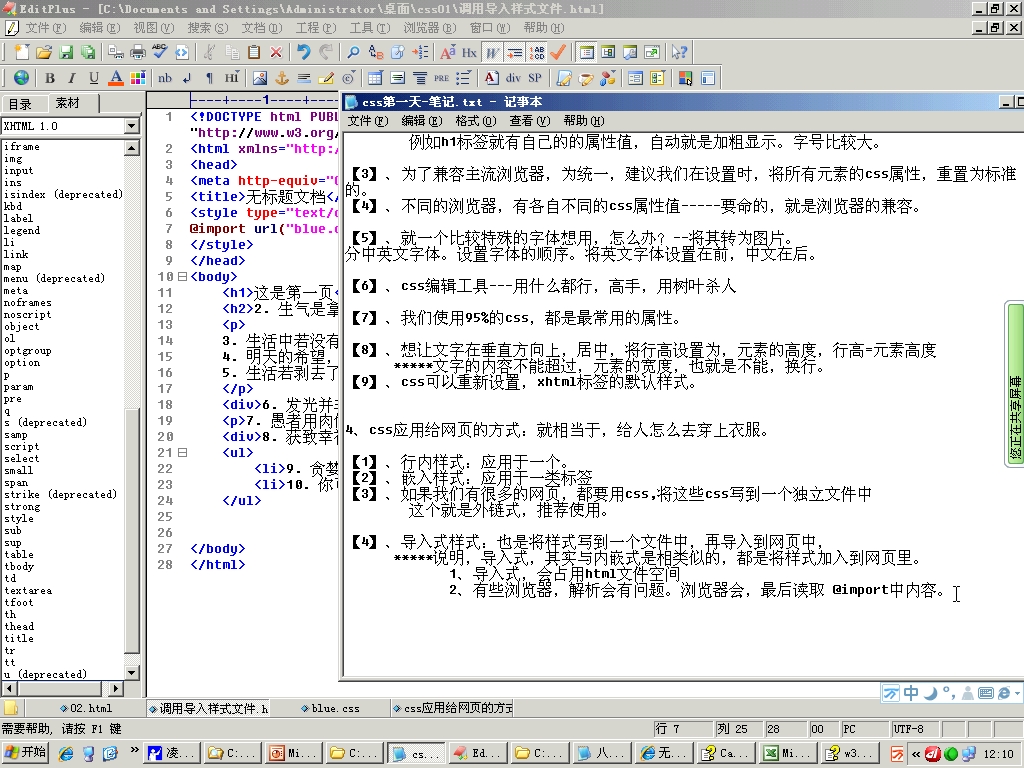 EditPlus - [C:\Documents and Settings\Administrator\桌面\css01\调用导入样式文件.html]
文件(F) 编辑(E) 视图(V) 搜索(S) 文档(D) 工程(P) 工具(T) 浏览器(B) 窗口(W) 帮助(H)
目录 素材
XHTML 1.0
iframe
img
input
ins
isindex (deprecated)
kbd
label
legend
li
link
map
menu (deprecated)
meta
noframes
noscript
object
ol
optgroup
option
p
param
pre
q
s (deprecated)
samp
script
select
small
span
strike (deprecated)
strong
style
sub
sup
table
tbody
td
textarea
tfoot
th
thead
title
tr
tt
u (deprecated)
----+----1----+---
1 <!DOCTYPE html PUBL
"http://www.w3.org/
2 <html xmlns="http:/
3 <head>
4 <meta http-equiv="C
5 <title>无标题文档</
6 <style type="text/c
7 @import url("blue.c
8 </style>
9 </head>
10 <body>
11 <h1>这是第一页<
12 <h2>2. 生气是拿
13 <p>
14 3. 生活中若没有
15 4. 明天的希望,
16 5. 生活若剥去了
17 </p>
18 <div>6. 发光并非
19 <p>7. 愚者用肉体
20 <div>8. 获致幸福
21 <ul>
22 <li>9. 贪婪
23 <li>10. 你可
24 </ul>
25
26
27 </body>
28 </html>
css第一天-笔记.txt - 记事本
文件(F) 编辑(E) 格式(O) 查看(V) 帮助(H)
例如h1标签就有自己的的属性值，自动就是加粗显示。字号比较大。
【3】、为了兼容主流浏览器，为统一，建议我们在设置时，将所有元素的css属性，重置为标准
的。
【4】、不同的浏览器，有各自不同的css属性值-----要命的，就是浏览器的兼容。
【5】、就一个比较特殊的字体想用，怎么办？--将其转为图片。
分中英文字体。设置字体的顺序。将英文字体设置在前，中文在后。
【6】、css编辑工具---用什么都行，高手，用树叶杀人
【7】、我们使用95%的css，都是最常用的属性。
【8】、想让文字在垂直方向上，居中，将行高设置为，元素的高度，行高=元素高度
*****文字的内容不能超过，元素的宽度，也就是不能，换行。
【9】、css可以重新设置，xhtml标签的默认样式。
4、css应用给网页的方式：就相当于，给人怎么去穿上衣服。
【1】、行内样式：应用于一个。
【2】、嵌入样式：应用于一类标签
【3】、如果我们有很多的网页，都要用css,将这些css写到一个独立文件中
这个就是外链式，推荐使用。
【4】、导入式样式：也是将样式写到一个文件中，再导入到网页中，
*****说明，导入式，其实与内嵌式是相类似的，都是将样式加入到网页里。
1、导入式，会占用html文件空间
2、有些浏览器，解析会有问题。浏览器会，最后读取 @import中内容。
您正在共享屏幕
02.html 调用导入样式文件.h blue.css css应用给网页的方式
需要帮助, 请按 F1 键 行 7 列 25 28 00 PC UTF-8
开始 凌... C:... Mi... C:... cs... Ed... C:... 八... 无... Ca... Mi... w3... 12:10